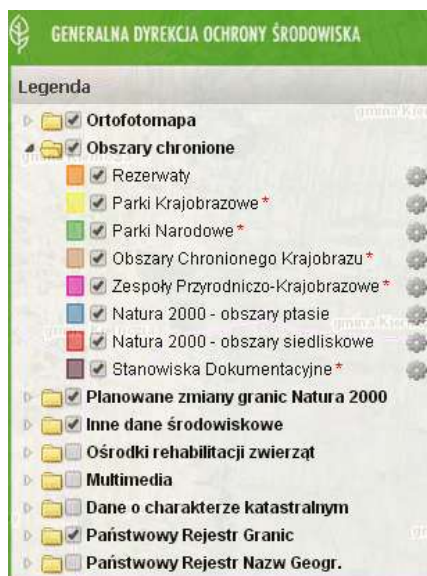 GENERALNA DYREKCJA OCHRONY ŚRODOWISKA
Legenda
Ortofotomapa
Obszary chronione
Rezerwaty
Parki Krajobrazowe *
Parki Narodowe *
Obszary Chronionego Krajobrazu *
Zespoły Przyrodniczo-Krajobrazowe *
Natura 2000 - obszary ptasie
Natura 2000 - obszary siedliskowe
Stanowiska Dokumentacyjne *
Planowane zmiany granic Natura 2000
Inne dane środowiskowe
Ośrodki rehabilitacji zwierząt
Multimedia
Dane o charakterze katastralnym
Państwowy Rejestr Granic
Państwowy Rejestr Nazw Geogr.